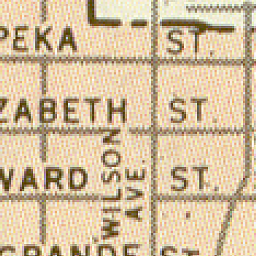 PEKA ST.
ZABETH ST.
WARD ST.
WILSON
AVE.
GRANDE ST.